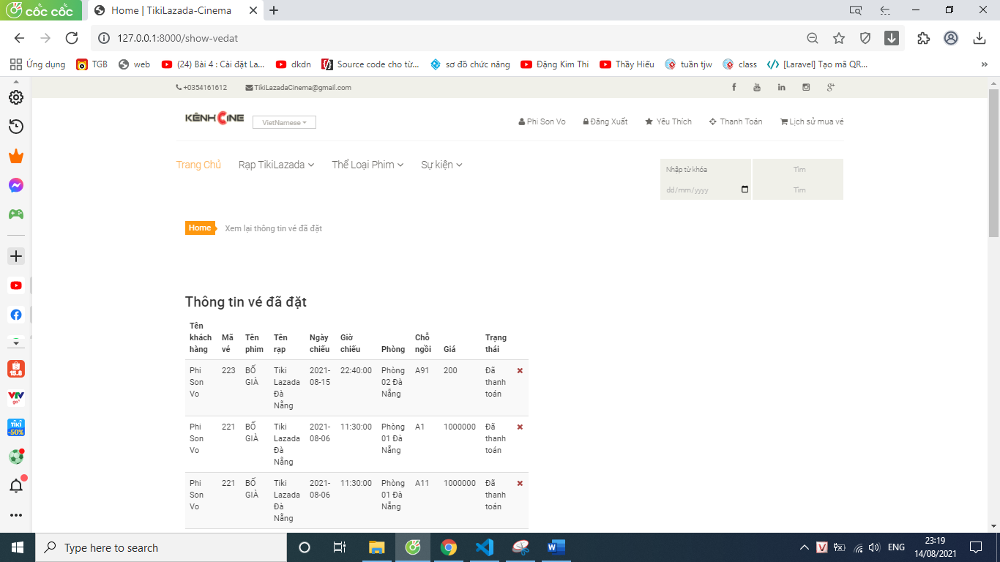 cốc cốc
Home | TikiLazada-Cinema
127.0.0.1:8000/show-vedat
Ứng dụng
TGB
web
(24) Bài 4 : Cài đặt La...
dkdn
Source code cho từ...
sơ đồ chức năng
Đặng Kim Thi
Thầy Hiếu
tuần tjw
class
[Laravel] Tạo mã QR...
+0354161612
TikiLazadaCinema@gmail.com
KÊNH CINE
VietNamese
Phi Son Vo
Đăng Xuất
Yêu Thích
Thanh Toán
Lịch sử mua vé
Trang Chủ
Rạp TikiLazada
Thể Loại Phim
Sự kiện
Nhập từ khóa
Tìm
dd/mm/yyyy
Tìm
Home
Xem lại thông tin vé đã đặt
Thông tin vé đã đặt
Tên khách hàng
Mã vé
Tên phim
Tên rạp
Ngày chiếu
Giờ chiếu
Phòng
Chỗ ngồi
Giá
Trạng thái
Phi Son Vo
223
BỐ GIÀ
Tiki Lazada Đà Nẵng
2021-08-15
22:40:00
Phòng 02 Đà Nẵng
A91
200
Đã thanh toán
Phi Son Vo
221
BỐ GIÀ
Tiki Lazada Đà Nẵng
2021-08-06
11:30:00
Phòng 01 Đà Nẵng
A1
1000000
Đã thanh toán
Phi Son Vo
221
BỐ GIÀ
Tiki Lazada Đà Nẵng
2021-08-06
11:30:00
Phòng 01 Đà Nẵng
A11
1000000
Đã thanh toán
15.8
VTV go
TIKI
-50%
Type here to search
ENG
23:19
14/08/2021